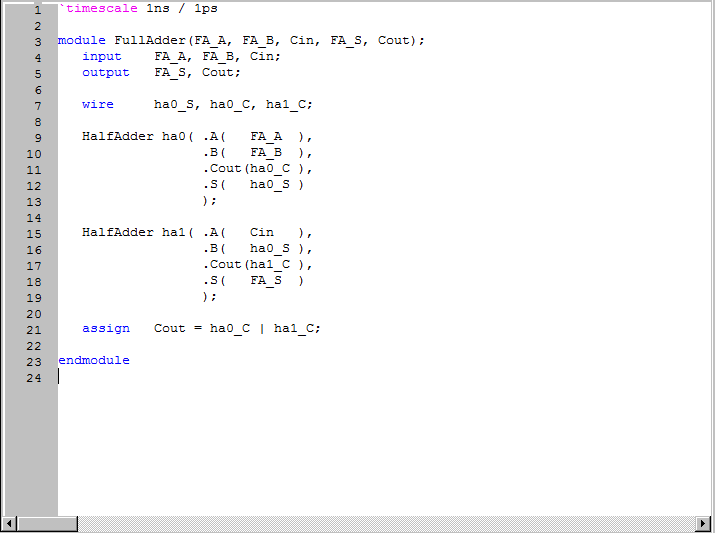 1 `timescale 1ns / 1ps
2
3 module FullAdder(FA_A, FA_B, Cin, FA_S, Cout);
4    input    FA_A, FA_B, Cin;
5    output   FA_S, Cout;
6
7    wire     ha0_S, ha0_C, ha1_C;
8
9    HalfAdder ha0( .A(   FA_A  ),
10                   .B(   FA_B  ),
11                   .Cout(ha0_C ),
12                   .S(   ha0_S )
13                   );
14
15    HalfAdder ha1( .A(   Cin   ),
16                   .B(   ha0_S ),
17                   .Cout(ha1_C ),
18                   .S(   FA_S  )
19                   );
20
21    assign   Cout = ha0_C | ha1_C;
22
23 endmodule
24